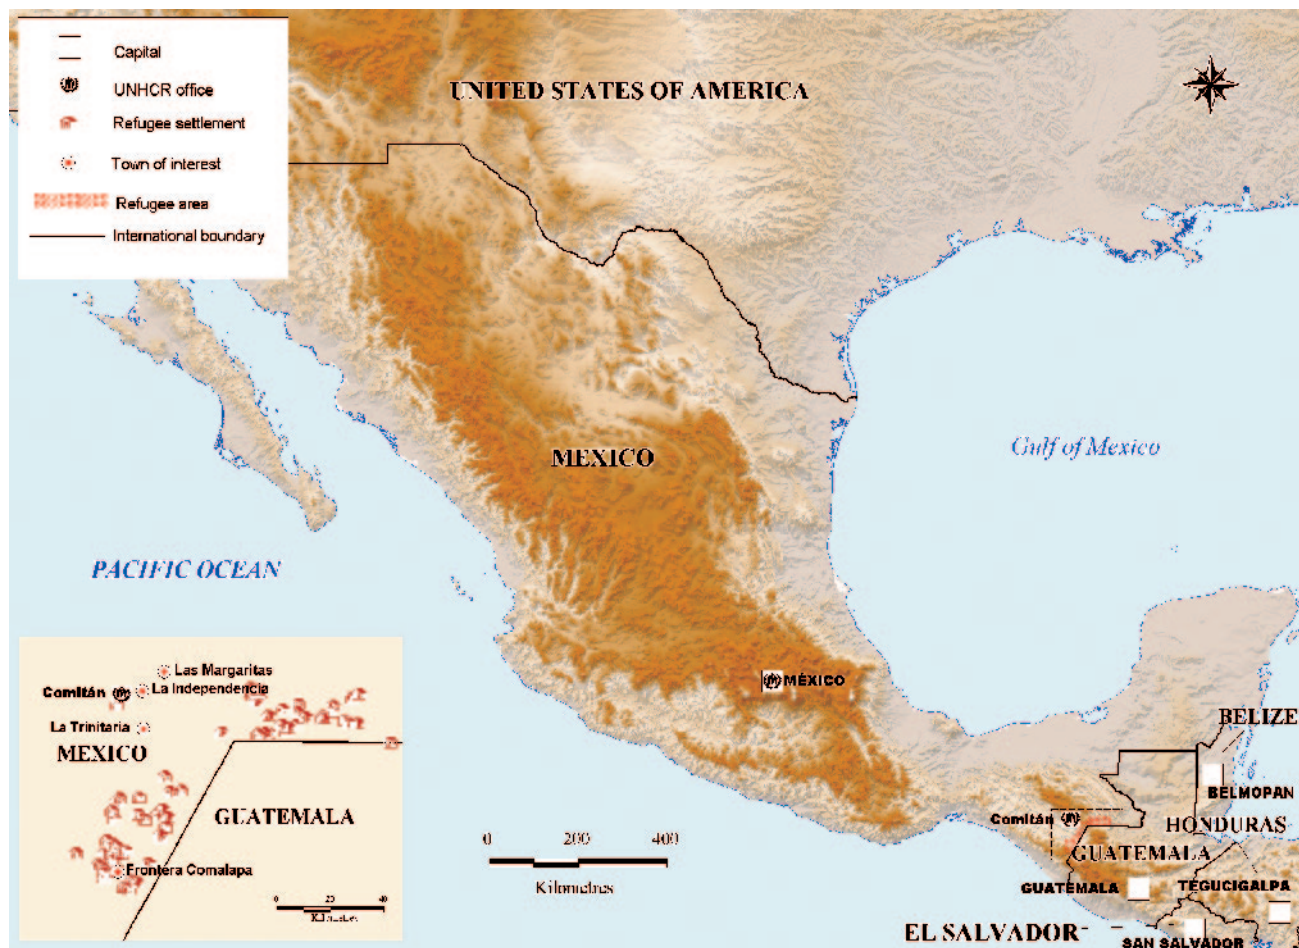 Capital
UNHCR office
Refugee settlement
Town of interest
Refugee area
International boundary
UNITED STATES OF AMERICA
MEXICO
Gulf of Mexico
PACIFIC OCEAN
MÉXICO
BELIZE
BELMOPAN
Comitán
HONDURAS
GUATEMALA
GUATEMALA
TEGUCIGALPA
EL SALVADOR
SAN SALVADOR
0 200 400
Kilometres
Las Margaritas
Comitán
La Independencia
La Trinitaria
MEXICO
GUATEMALA
Frontera Comalapa
0 20 40
Kilometres